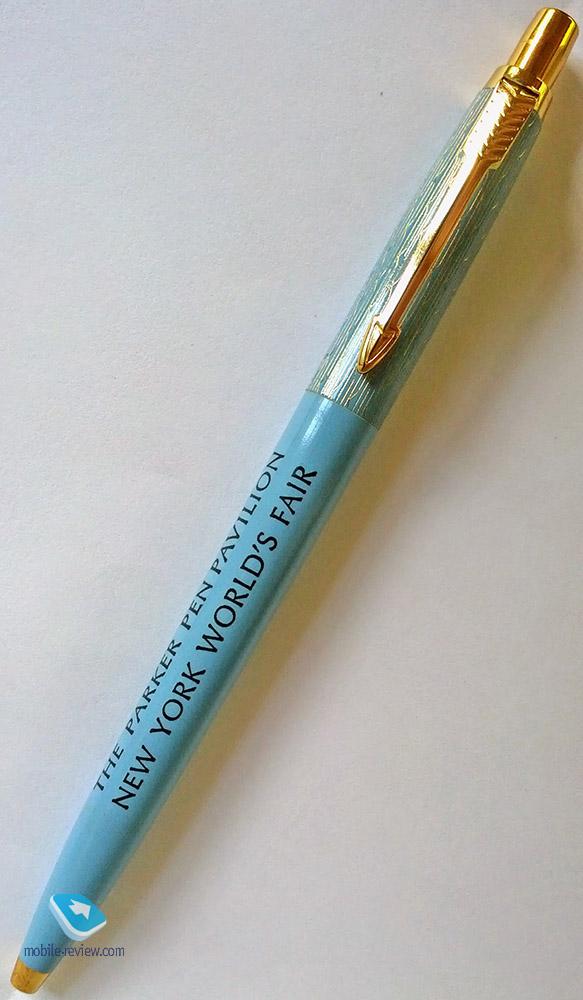 THE PARKER PEN PAVILION
NEW YORK WORLD'S FAIR
mobile-review.com